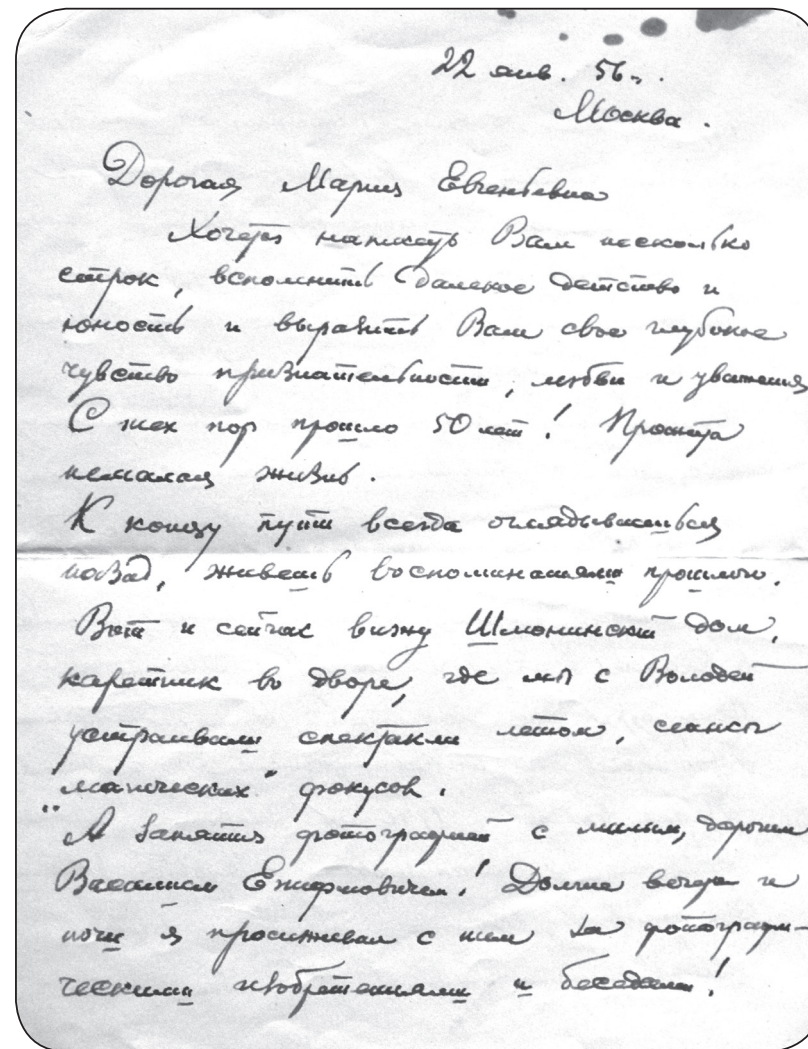 22 янв. 56 г.
Москва.
Дорогая Мария Евгеньевна
Хочется написать Вам несколько
строк, вспомнить далекое детство и
юность и выразить Вам свое глубокое
чувство признательности, любви и уважения
С тех пор прошло 50 лет! Прожита
немалая жизнь.
К концу пути всегда оглядываешься
назад, живешь воспоминаниями прошлого.
Вот и сейчас вижу Шмонинский дом,
каретник во дворе, где мы с Володей
устраивали спектакли летом, сеансы
"магических" фокусов.
А занятия фотографией с милым, дорогим
Василием Ефимовичем! Долгие вечера и
ночи я просиживал с ним за фотографи-
ческими изобретениями и беседами!